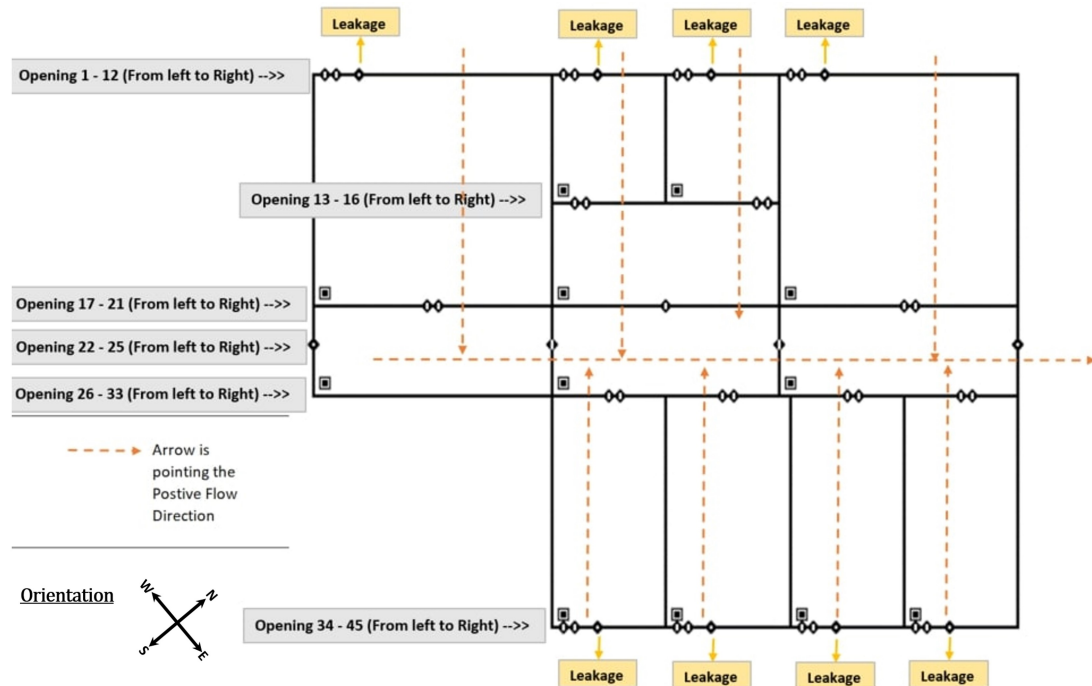 Leakage
Leakage
Leakage
Leakage
Opening 1 - 12 (From left to Right) -->>
Opening 13 - 16 (From left to Right) -->>
Opening 17 - 21 (From left to Right) -->>
Opening 22 - 25 (From left to Right) -->>
Opening 26 - 33 (From left to Right) -->>
Arrow is
pointing the
Postive Flow
Direction
Orientation
W
N
S
E
Opening 34 - 45 (From left to Right) -->>
Leakage
Leakage
Leakage
Leakage